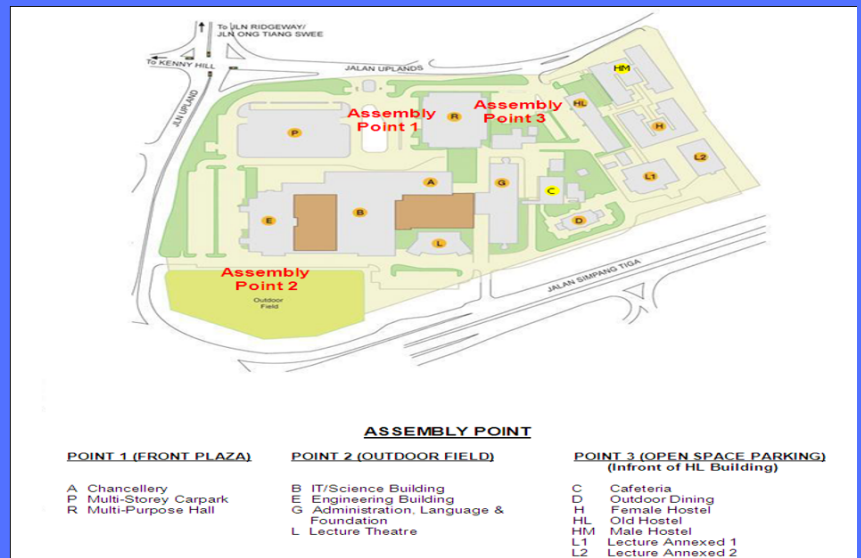 To JLN RIDGEWAY/
JLN ONG TIANG SWEE
To KENNY HILL
JALAN UPLANDS
JLN UPLAND
HM
HL
Assembly
Point 1
Assembly
Point 3
R
P
H
L2
L1
A
G
C
E
B
D
L
Assembly
Point 2
Outdoor
Field
JALAN SIMPANG TIGA
ASSEMBLY POINT
POINT 1 (FRONT PLAZA)
A Chancellery
P Multi-Storey Carpark
R Multi-Purpose Hall
POINT 2 (OUTDOOR FIELD)
B IT/Science Building
E Engineering Building
G Administration, Language &
Foundation
L Lecture Theatre
POINT 3 (OPEN SPACE PARKING)
(Infront of HL Building)
C Cafeteria
D Outdoor Dining
H Female Hostel
HL Old Hostel
HM Male Hostel
L1 Lecture Annexed 1
L2 Lecture Annexed 2